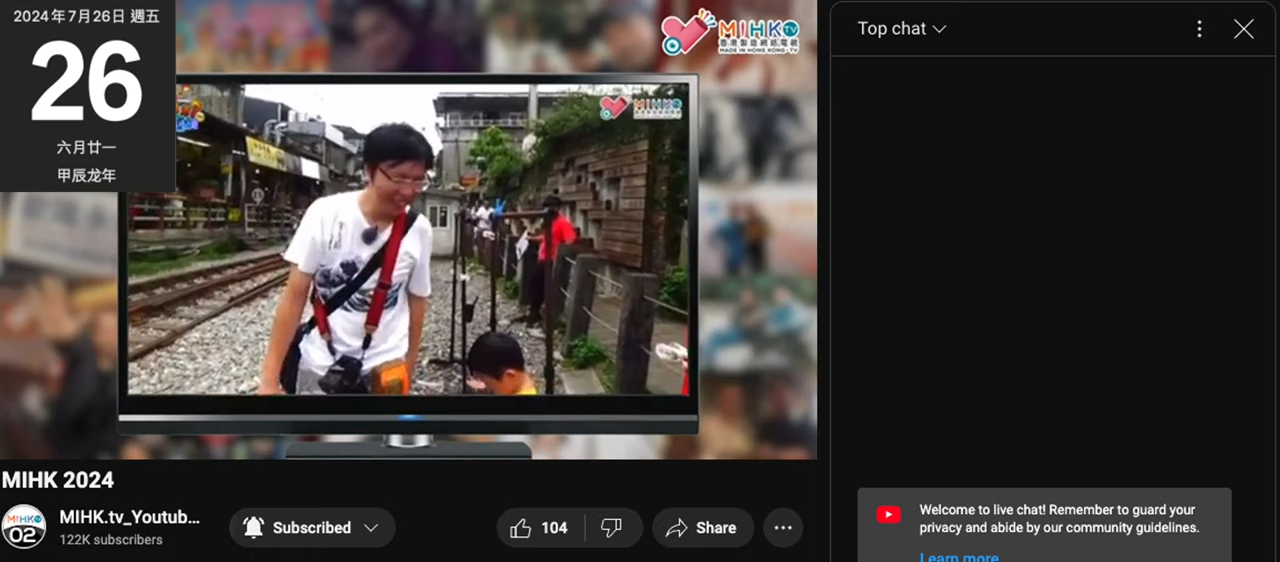 2024年7月26日 週五
26
六月廿一
甲辰龙年
MIHK TV
香港製造網絡電視
MADE IN HONG KONG . TV
MIHK
Top chat
MIHK 2024
MIHK TV
02
MIHK.tv_Youtub...
122K subscribers
Subscribed
104
Share
Welcome to live chat! Remember to guard your
privacy and abide by our community guidelines.
Learn more